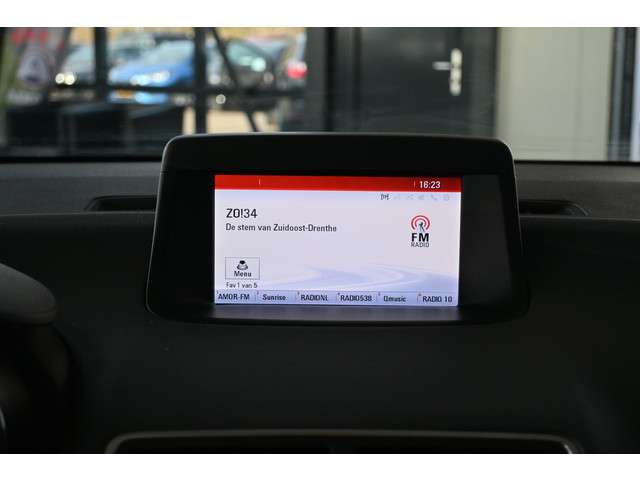 16:23
ZO!34
De stem van Zuidoost-Drenthe
FM
RADIO
Menu
Fav 1 van 5
AMOR-FM Sunrise RADIONL RADIO538 Qmusic RADIO 10